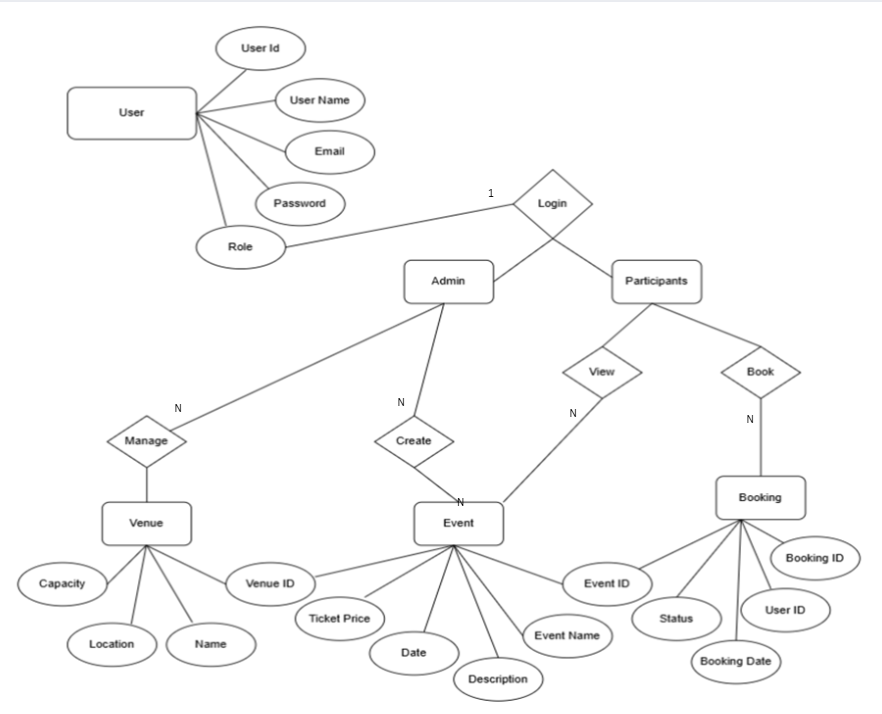 User Id
User
User Name
Email
Password
1
Login
Role
Admin
Participants
View
Book
N
N
N
N
Manage
Create
Booking
N
Venue
Event
Booking ID
Capacity
Venue ID
Event ID
Ticket Price
Status
User ID
Location
Name
Event Name
Date
Booking Date
Description